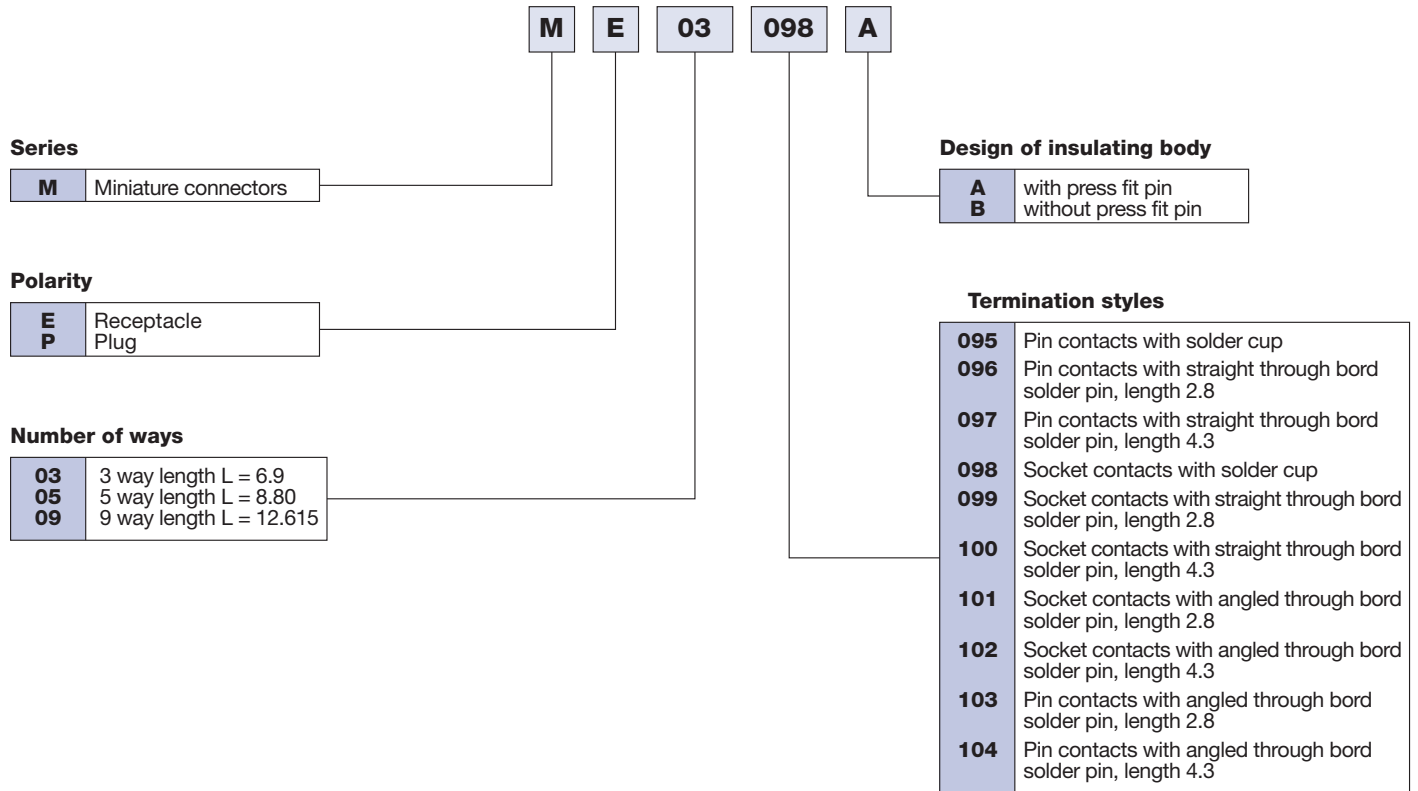 M E 03 098 A
Series
M Miniature connectors
Polarity
E Receptacle
P Plug
Number of ways
03 3 way length L = 6.9
05 5 way length L = 8.80
09 9 way length L = 12.615
Design of insulating body
A with press fit pin
B without press fit pin
Termination styles
095 Pin contacts with solder cup
096 Pin contacts with straight through bord
solder pin, length 2.8
097 Pin contacts with straight through bord
solder pin, length 4.3
098 Socket contacts with solder cup
099 Socket contacts with straight through bord
solder pin, length 2.8
100 Socket contacts with straight through bord
solder pin, length 4.3
101 Socket contacts with angled through bord
solder pin, length 2.8
102 Socket contacts with angled through bord
solder pin, length 4.3
103 Pin contacts with angled through bord
solder pin, length 2.8
104 Pin contacts with angled through bord
solder pin, length 4.3